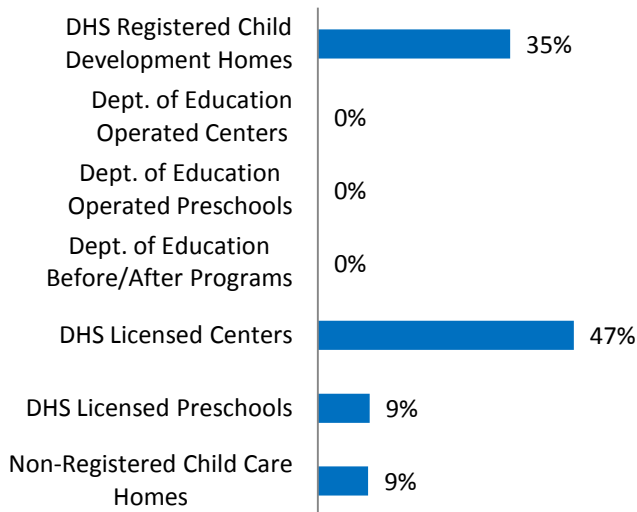 DHS Registered Child
Development Homes
35%
Dept. of Education
Operated Centers
0%
Dept. of Education
Operated Preschools
0%
Dept. of Education
Before/After Programs
0%
DHS Licensed Centers
47%
DHS Licensed Preschools
9%
Non-Registered Child Care
Homes
9%